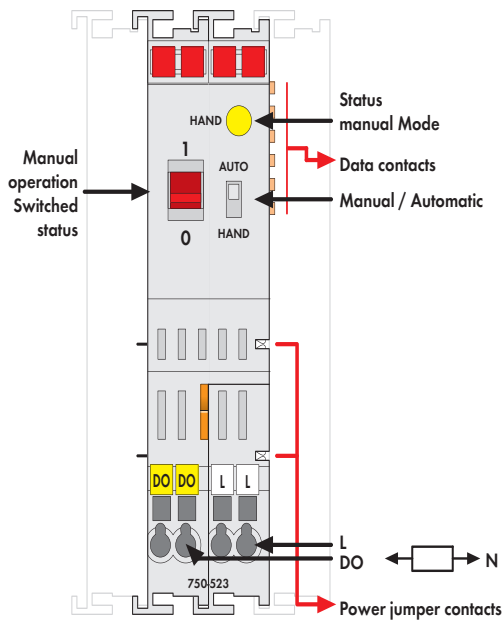 Status
manual Mode
HAND
1
Manual
operation
Switched
status
AUTO
Data contacts
Manual / Automatic
0
HAND
DO DO L L
L
DO
N
750-523
Power jumper contacts